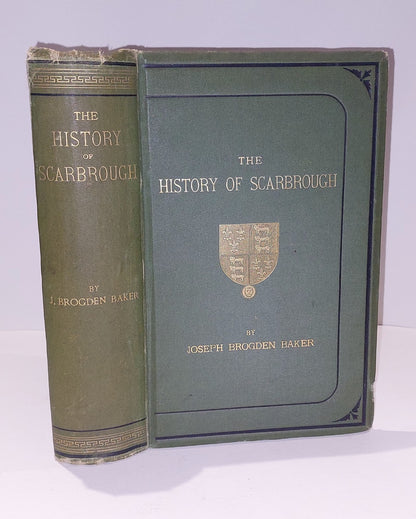 THE
HISTORY
OF
SCARBROUGH
BY
J. BROGDEN BAKER
THE
HISTORY OF SCARBROUGH
BY
JOSEPH BROGDEN BAKER